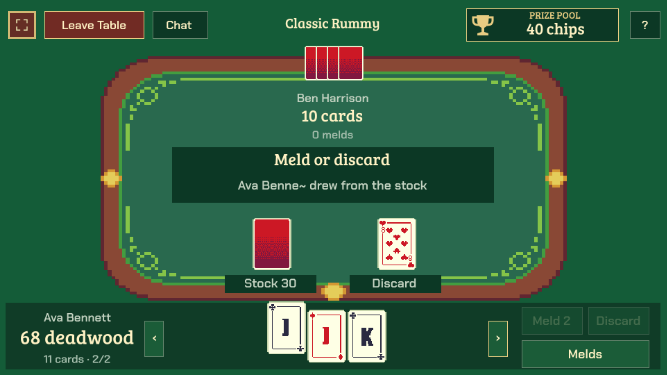 Leave Table
Chat
Classic Rummy
PRIZE POOL
40 chips
?
Ben Harrison
10 cards
0 melds
Meld or discard
Ava Benne~ drew from the stock
Stock 30
Discard
Ava Bennett
68 deadwood
11 cards · 2/2
‹
J
J
K
›
Meld 2
Discard
Melds